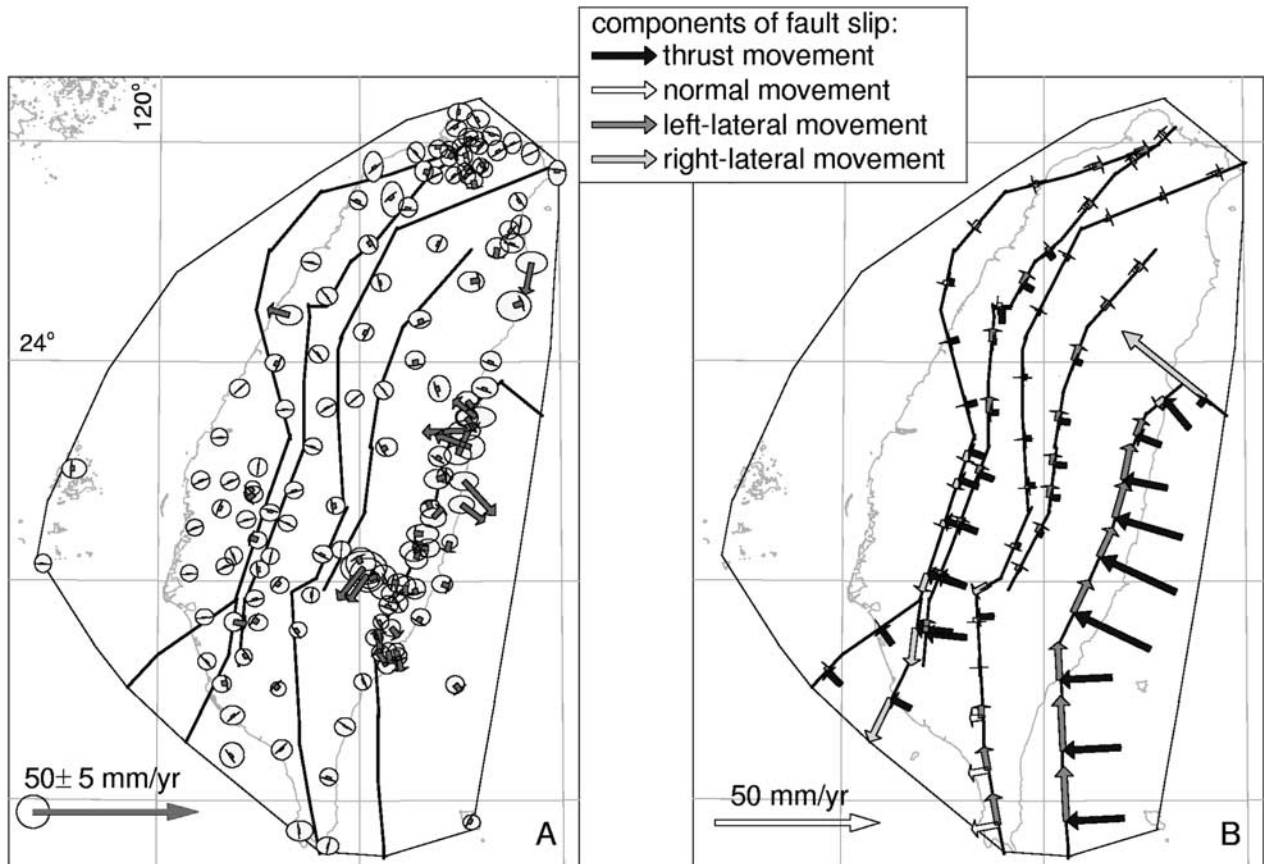 components of fault slip:
thrust movement
normal movement
left-lateral movement
right-lateral movement
120°
24°
50± 5 mm/yr
A
50 mm/yr
B